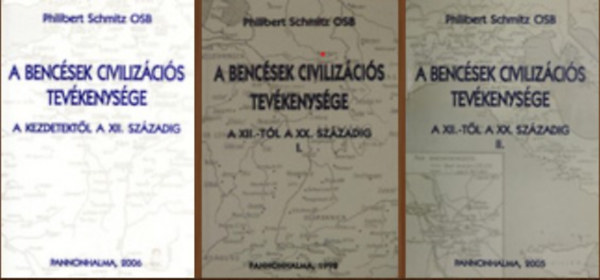 Philibert Schmitz OSB
A BENCÉSEK CIVILIZÁCIÓS
TEVÉKENYSÉGE
A KEZDETEKTŐL A XII. SZÁZADIG
PANNONHALMA, 2006
Philibert Schmitz OSB
A BENCÉSEK CIVILIZÁCIÓS
TEVÉKENYSÉGE
A XII.-TŐL A XX. SZÁZADIG
I.
PANNONHALMA, 1998
Philibert Schmitz OSB
A BENCÉSEK CIVILIZÁCIÓS
TEVÉKENYSÉGE
A XII.-TŐL A XX. SZÁZADIG
II.
PANNONHALMA, 2005